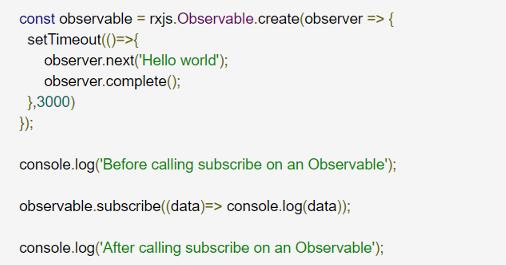 const observable = rxjs.Observable.create(observer => {
  setTimeout(()=>{
     observer.next('Hello world');
     observer.complete();
  },3000)
});

console.log('Before calling subscribe on an Observable');

observable.subscribe((data)=> console.log(data));

console.log('After calling subscribe on an Observable');